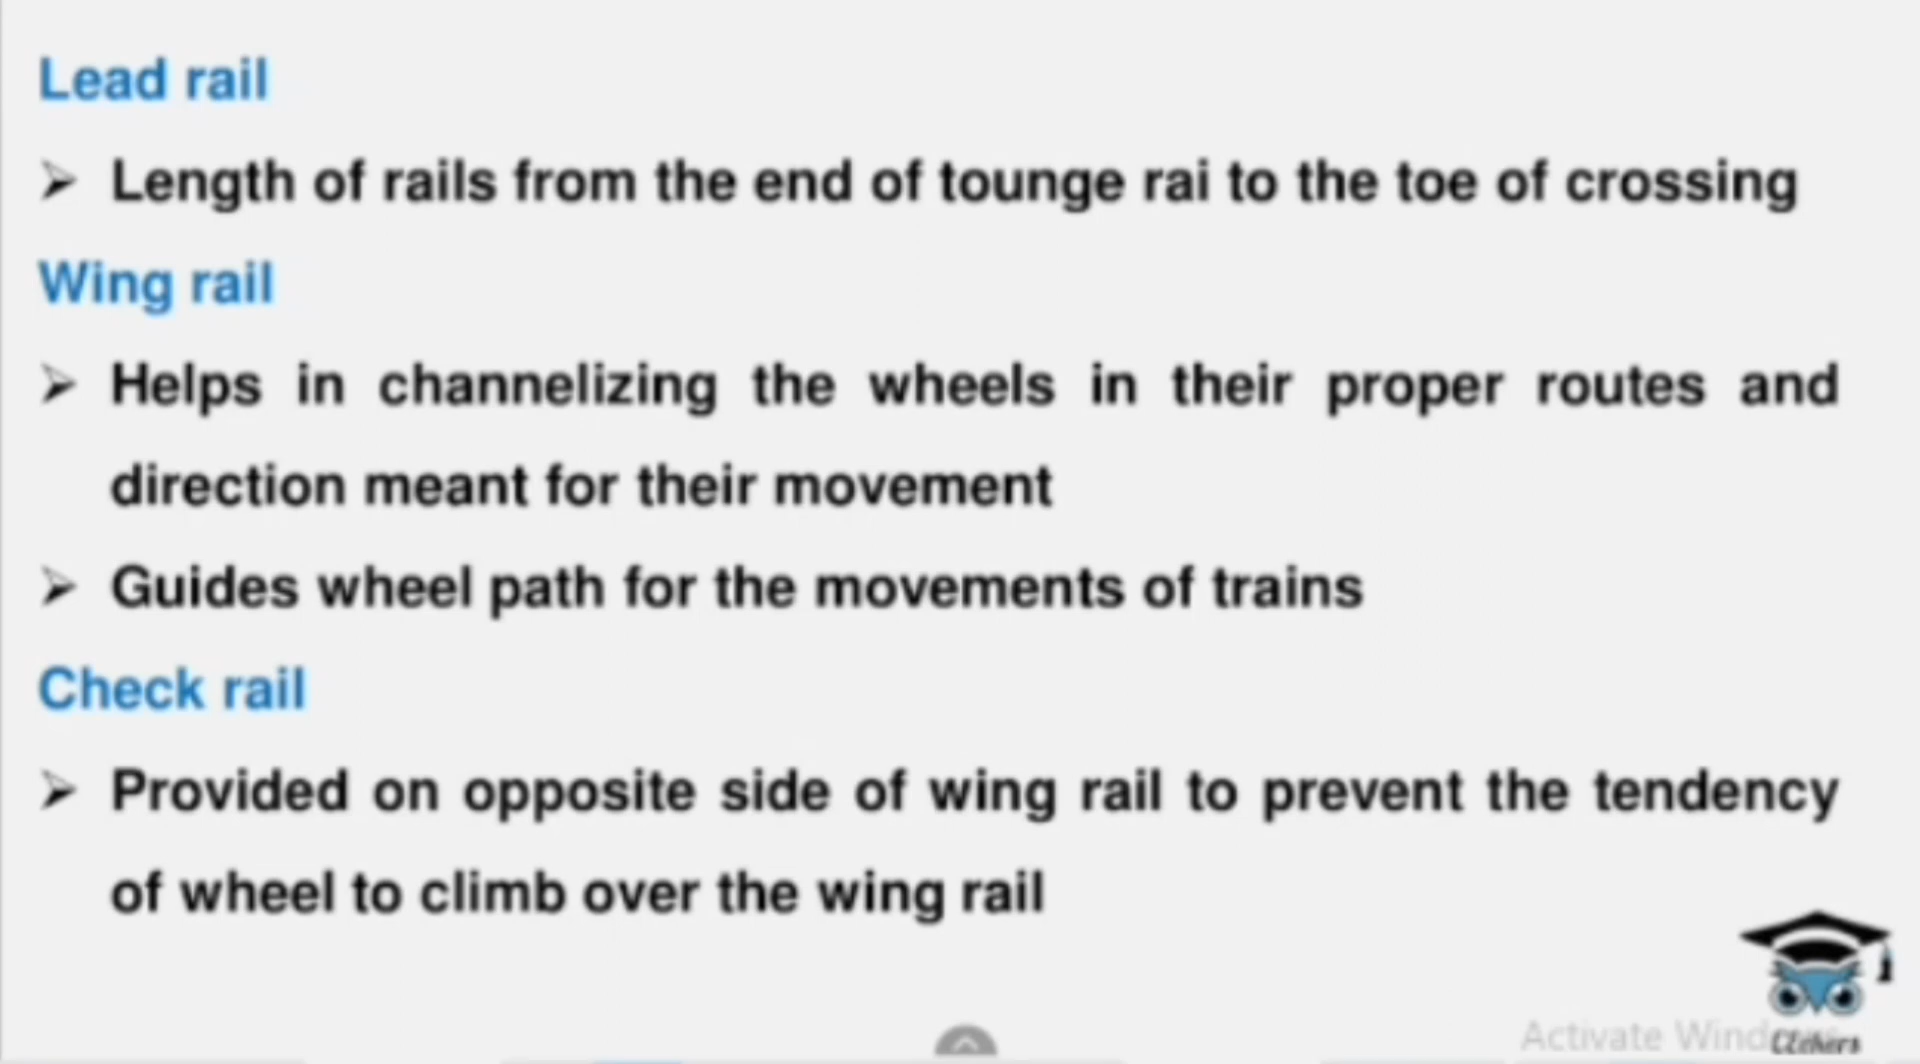 Lead rail
➢ Length of rails from the end of tounge rai to the toe of crossing
Wing rail
➢ Helps in channelizing the wheels in their proper routes and
direction meant for their movement
➢ Guides wheel path for the movements of trains
Check rail
➢ Provided on opposite side of wing rail to prevent the tendency
of wheel to climb over the wing rail
Activate